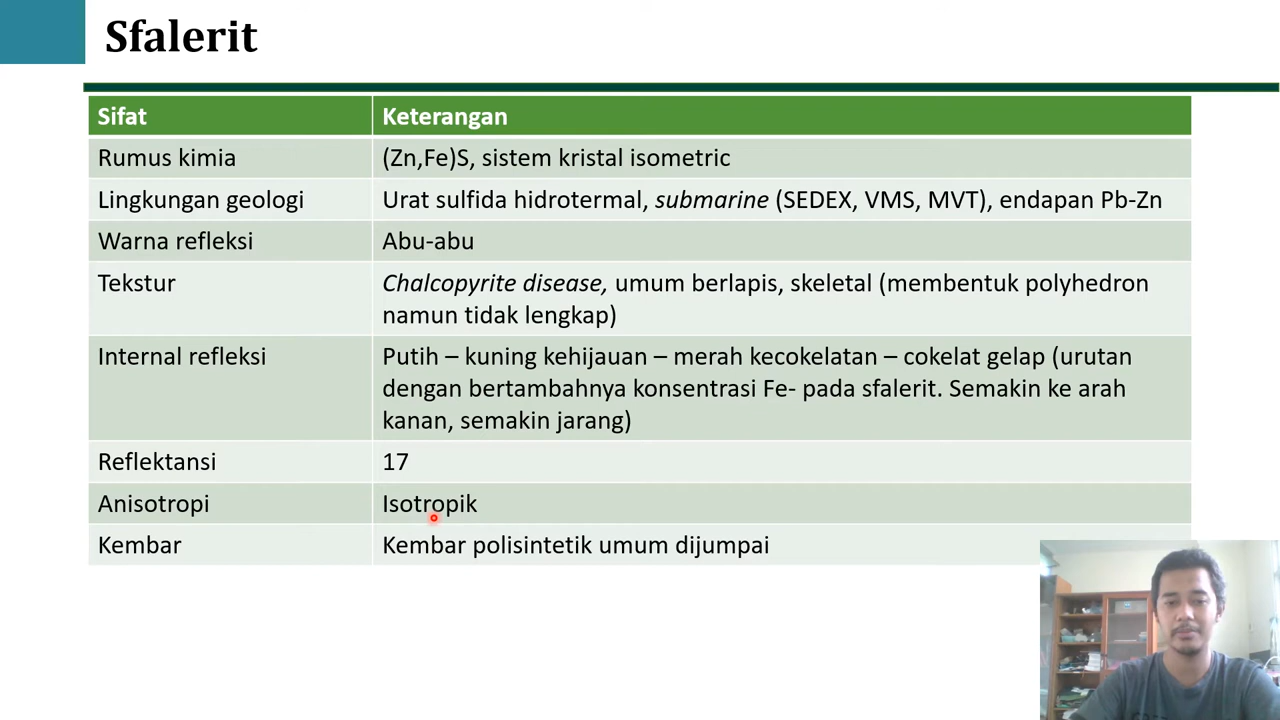 Sfalerit
Sifat Keterangan
Rumus kimia (Zn,Fe)S, sistem kristal isometric
Lingkungan geologi Urat sulfida hidrotermal, submarine (SEDEX, VMS, MVT), endapan Pb-Zn
Warna refleksi Abu-abu
Tekstur Chalcopyrite disease, umum berlapis, skeletal (membentuk polyhedron
namun tidak lengkap)
Internal refleksi Putih – kuning kehijauan – merah kecokelatan – cokelat gelap (urutan
dengan bertambahnya konsentrasi Fe- pada sfalerit. Semakin ke arah
kanan, semakin jarang)
Reflektansi 17
Anisotropi Isotropik
Kembar Kembar polisintetik umum dijumpai